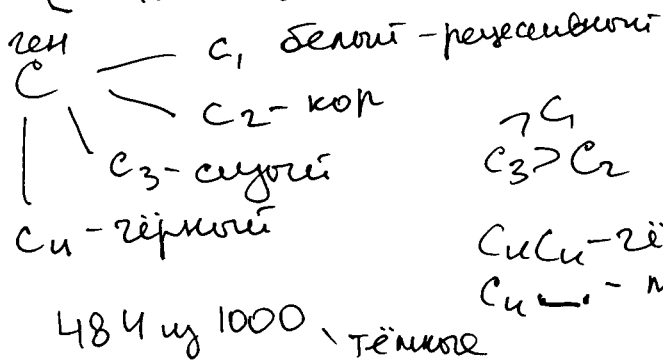 ген
C C₁ белый - рецессивный
C₂ - кор
C₃ - серый
C₄ - чёрный
> C₁
C₃ > C₂
C₄C₄ - чё
C₄ —. -
484 из 1000 \ тёмные